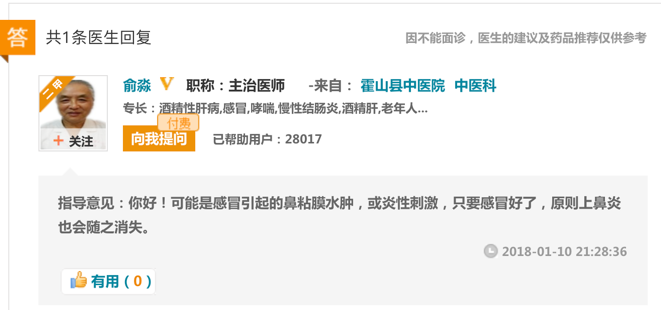 答 共1条医生回复 因不能面诊，医生的建议及药品推荐仅供参考
二甲
俞淼 职称：主治医师 -来自： 霍山县中医院 中医科
专长：酒精性肝病,感冒,哮喘,慢性结肠炎,酒精肝,老年人...
付费
+ 关注 向我提问 已帮助用户：28017
指导意见：你好！可能是感冒引起的鼻粘膜水肿，或炎性刺激，只要感冒好了，原则上鼻炎
也会随之消失。
2018-01-10 21:28:36
有用（0）